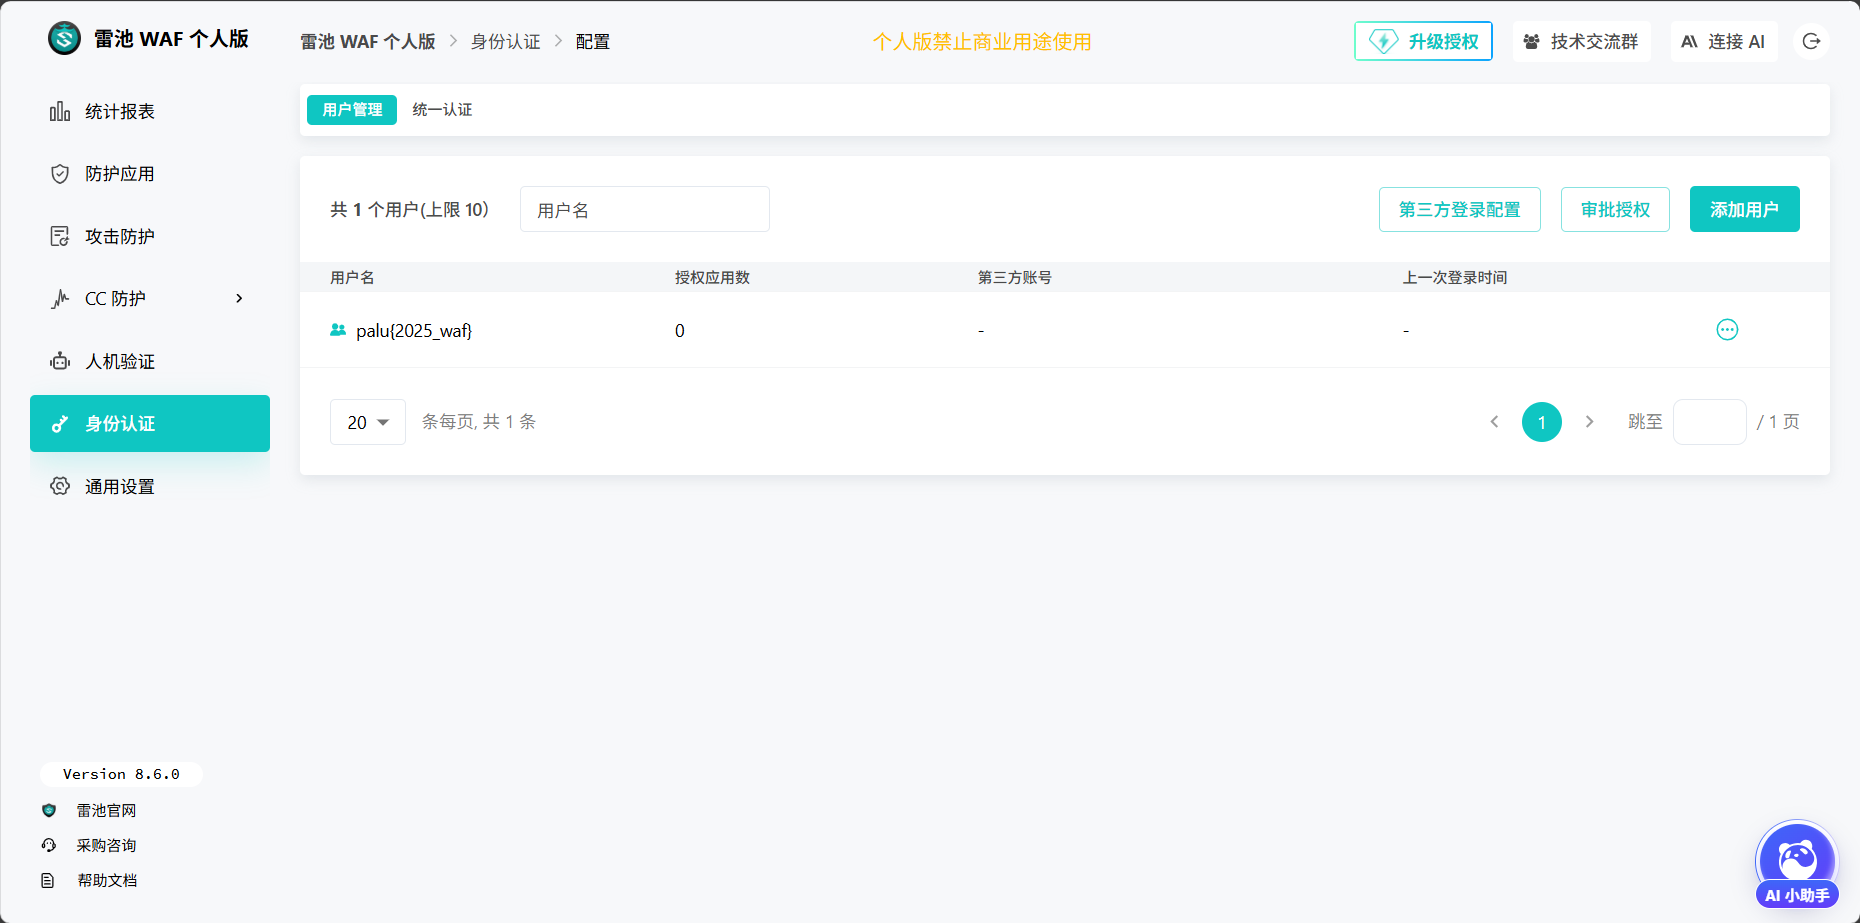 雷池 WAF 个人版
雷池 WAF 个人版 > 身份认证 > 配置
个人版禁止商业用途使用
升级授权
技术交流群
连接 AI
统计报表
防护应用
攻击防护
CC 防护
人机验证
身份认证
通用设置
用户管理 统一认证
共 1 个用户(上限 10)
用户名
第三方登录配置
审批授权
添加用户
用户名 授权应用数 第三方账号 上一次登录时间
palu{2025_waf} 0 - -
20 条每页, 共 1 条
1
跳至 / 1 页
Version 8.6.0
雷池官网
采购咨询
帮助文档
AI 小助手